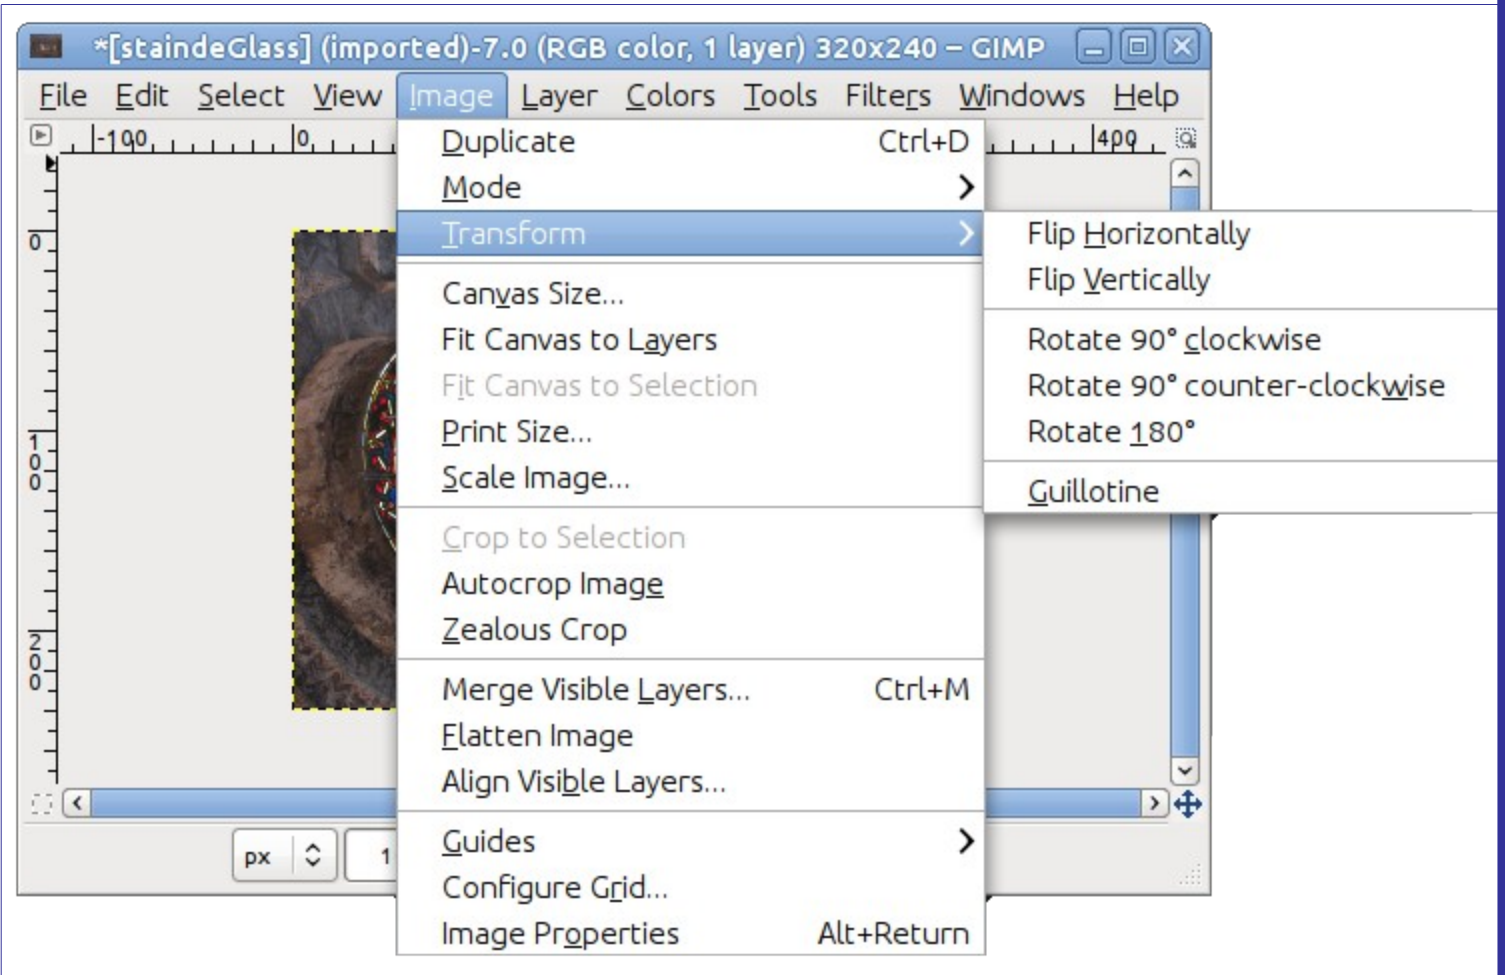 *[staindeGlass] (imported)-7.0 (RGB color, 1 layer) 320x240 – GIMP
File Edit Select View Image Layer Colors Tools Filters Windows Help
-100 0 400
Duplicate Ctrl+D
Mode
Transform
Canvas Size...
Fit Canvas to Layers
Fit Canvas to Selection
Print Size...
Scale Image...
Crop to Selection
Autocrop Image
Zealous Crop
Merge Visible Layers... Ctrl+M
Flatten Image
Align Visible Layers...
Guides
Configure Grid...
Image Properties Alt+Return
Flip Horizontally
Flip Vertically
Rotate 90° clockwise
Rotate 90° counter-clockwise
Rotate 180°
Guillotine
0
100
200
px 1